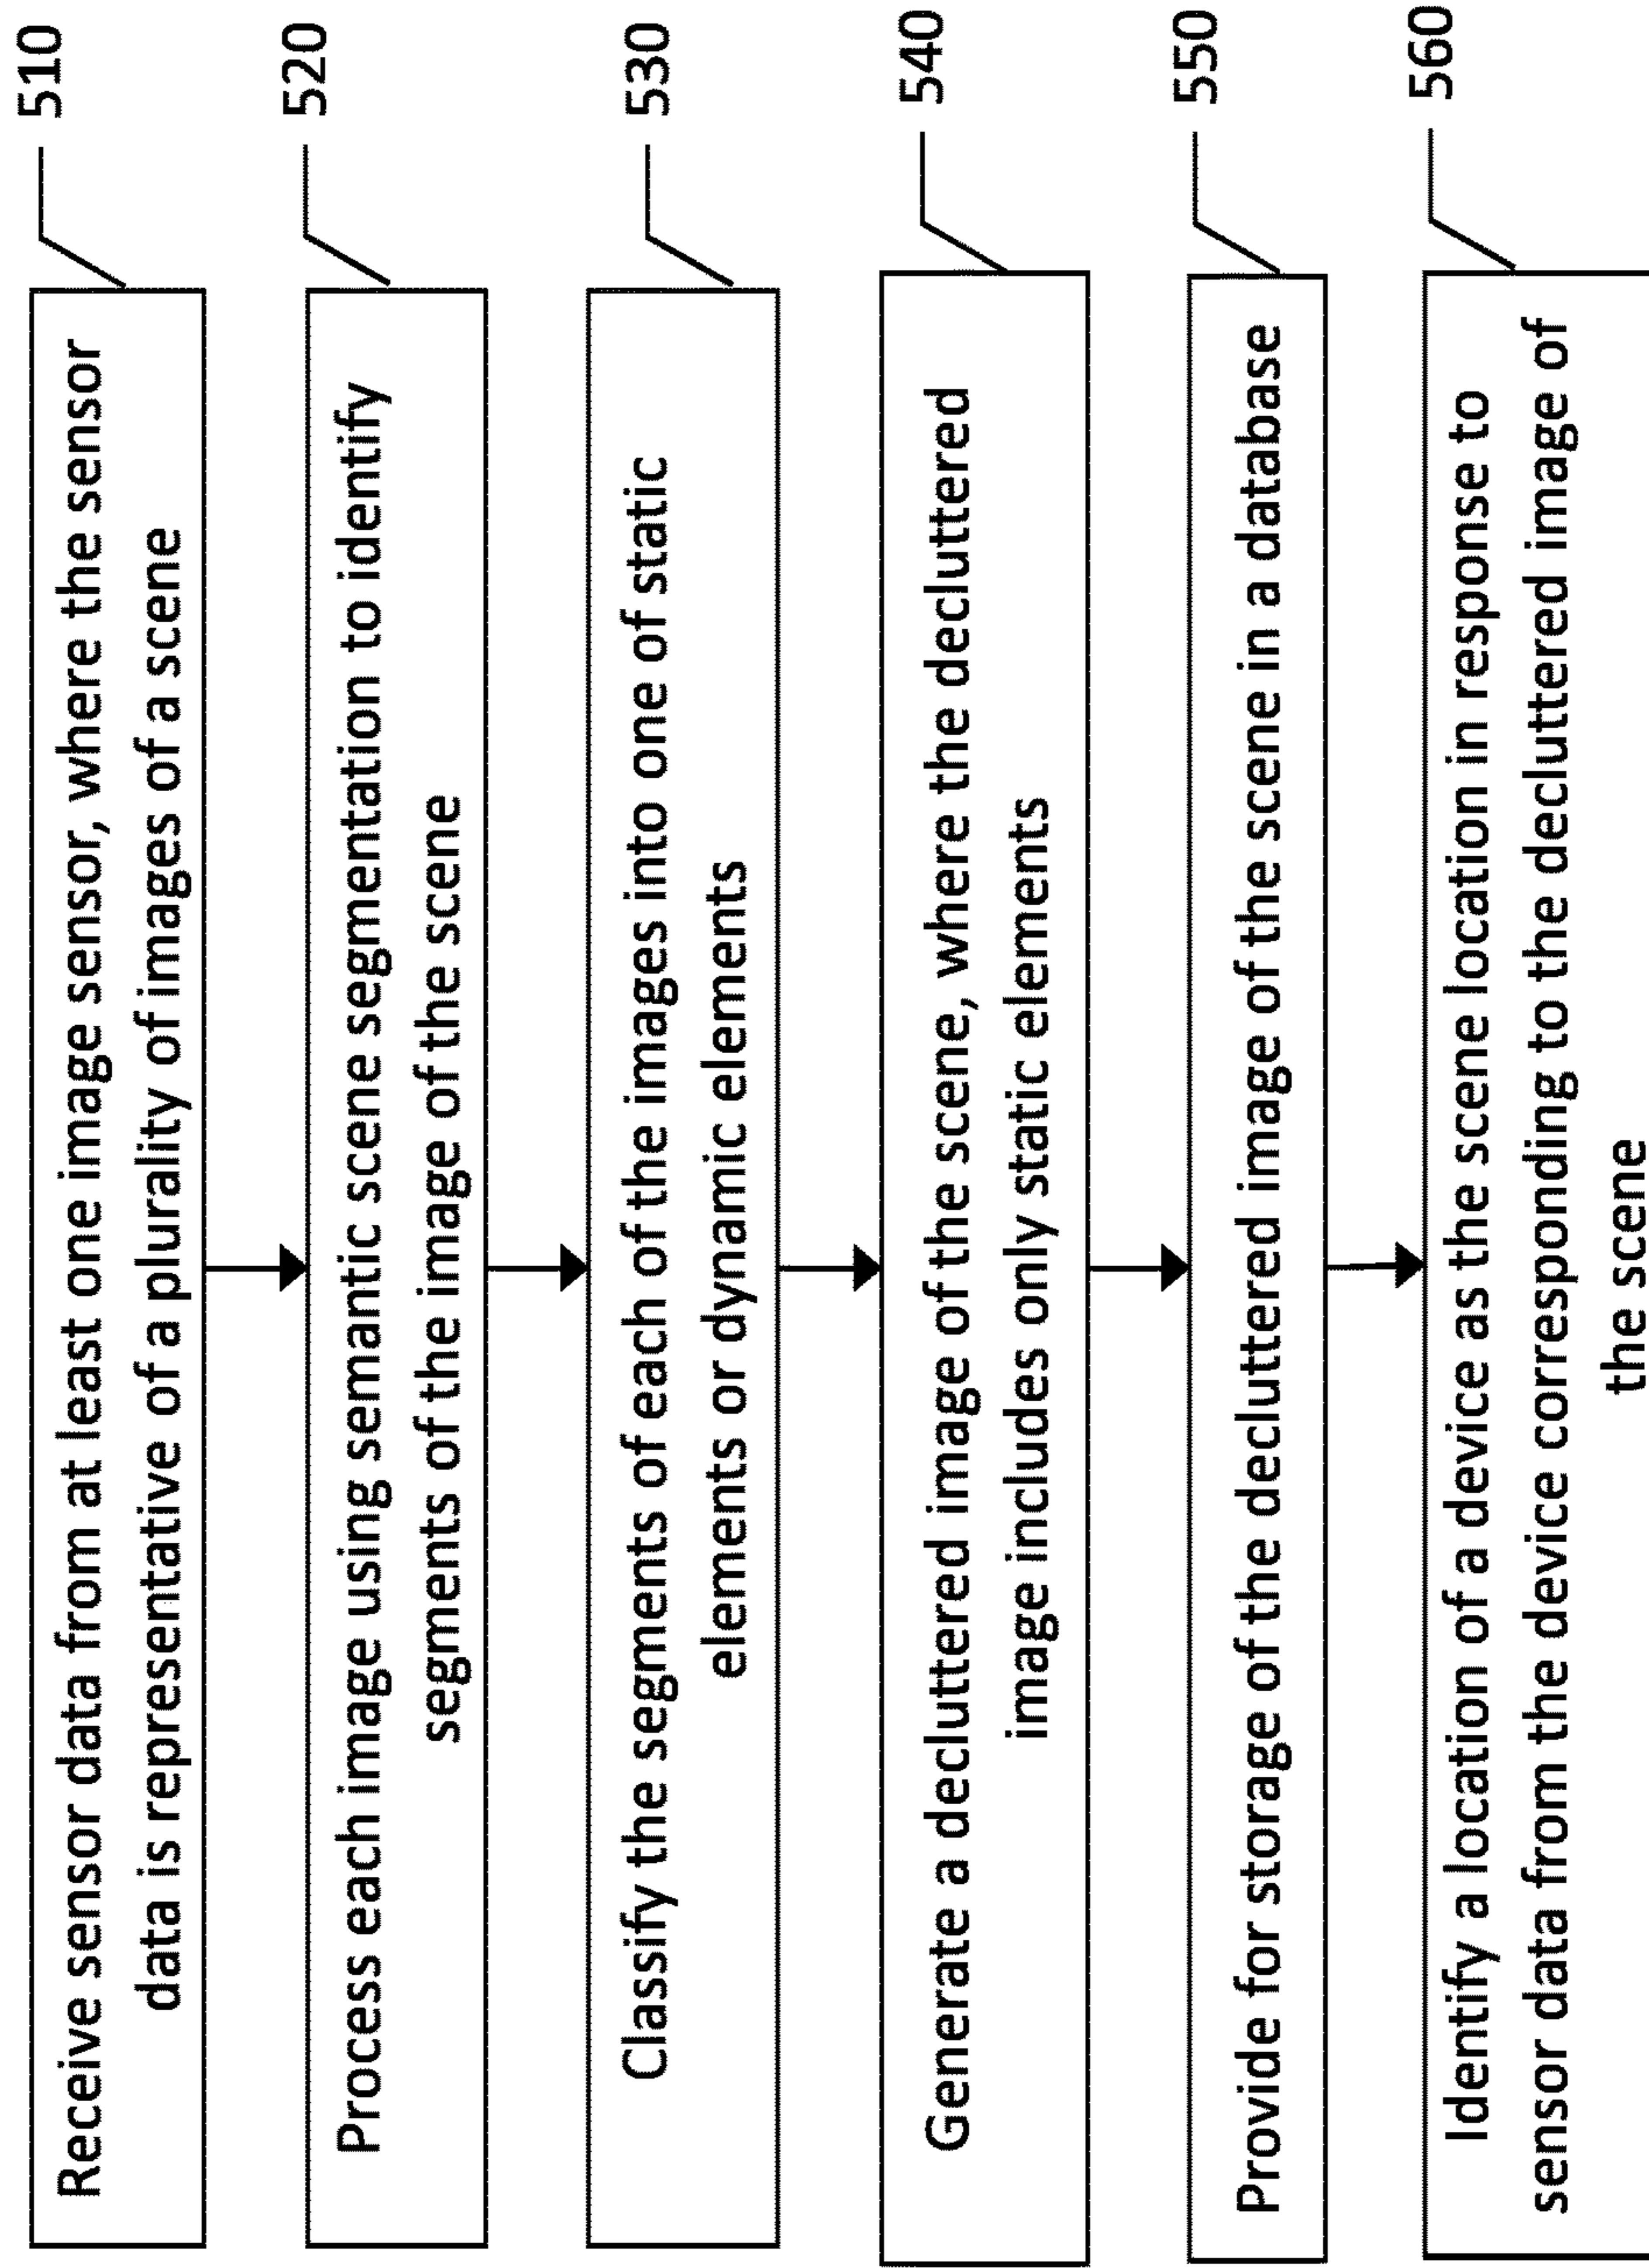 Receive sensor data from at least one image sensor, where the sensor
data is representative of a plurality of images of a scene
510
Process each image using semantic scene segmentation to identify
segments of the image of the scene
520
Classify the segments of each of the images into one of static
elements or dynamic elements
530
Generate a decluttered image of the scene, where the decluttered
image includes only static elements
540
Provide for storage of the decluttered image of the scene in a database
550
Identify a location of a device as the scene location in response to
sensor data from the device corresponding to the decluttered image of
the scene
560